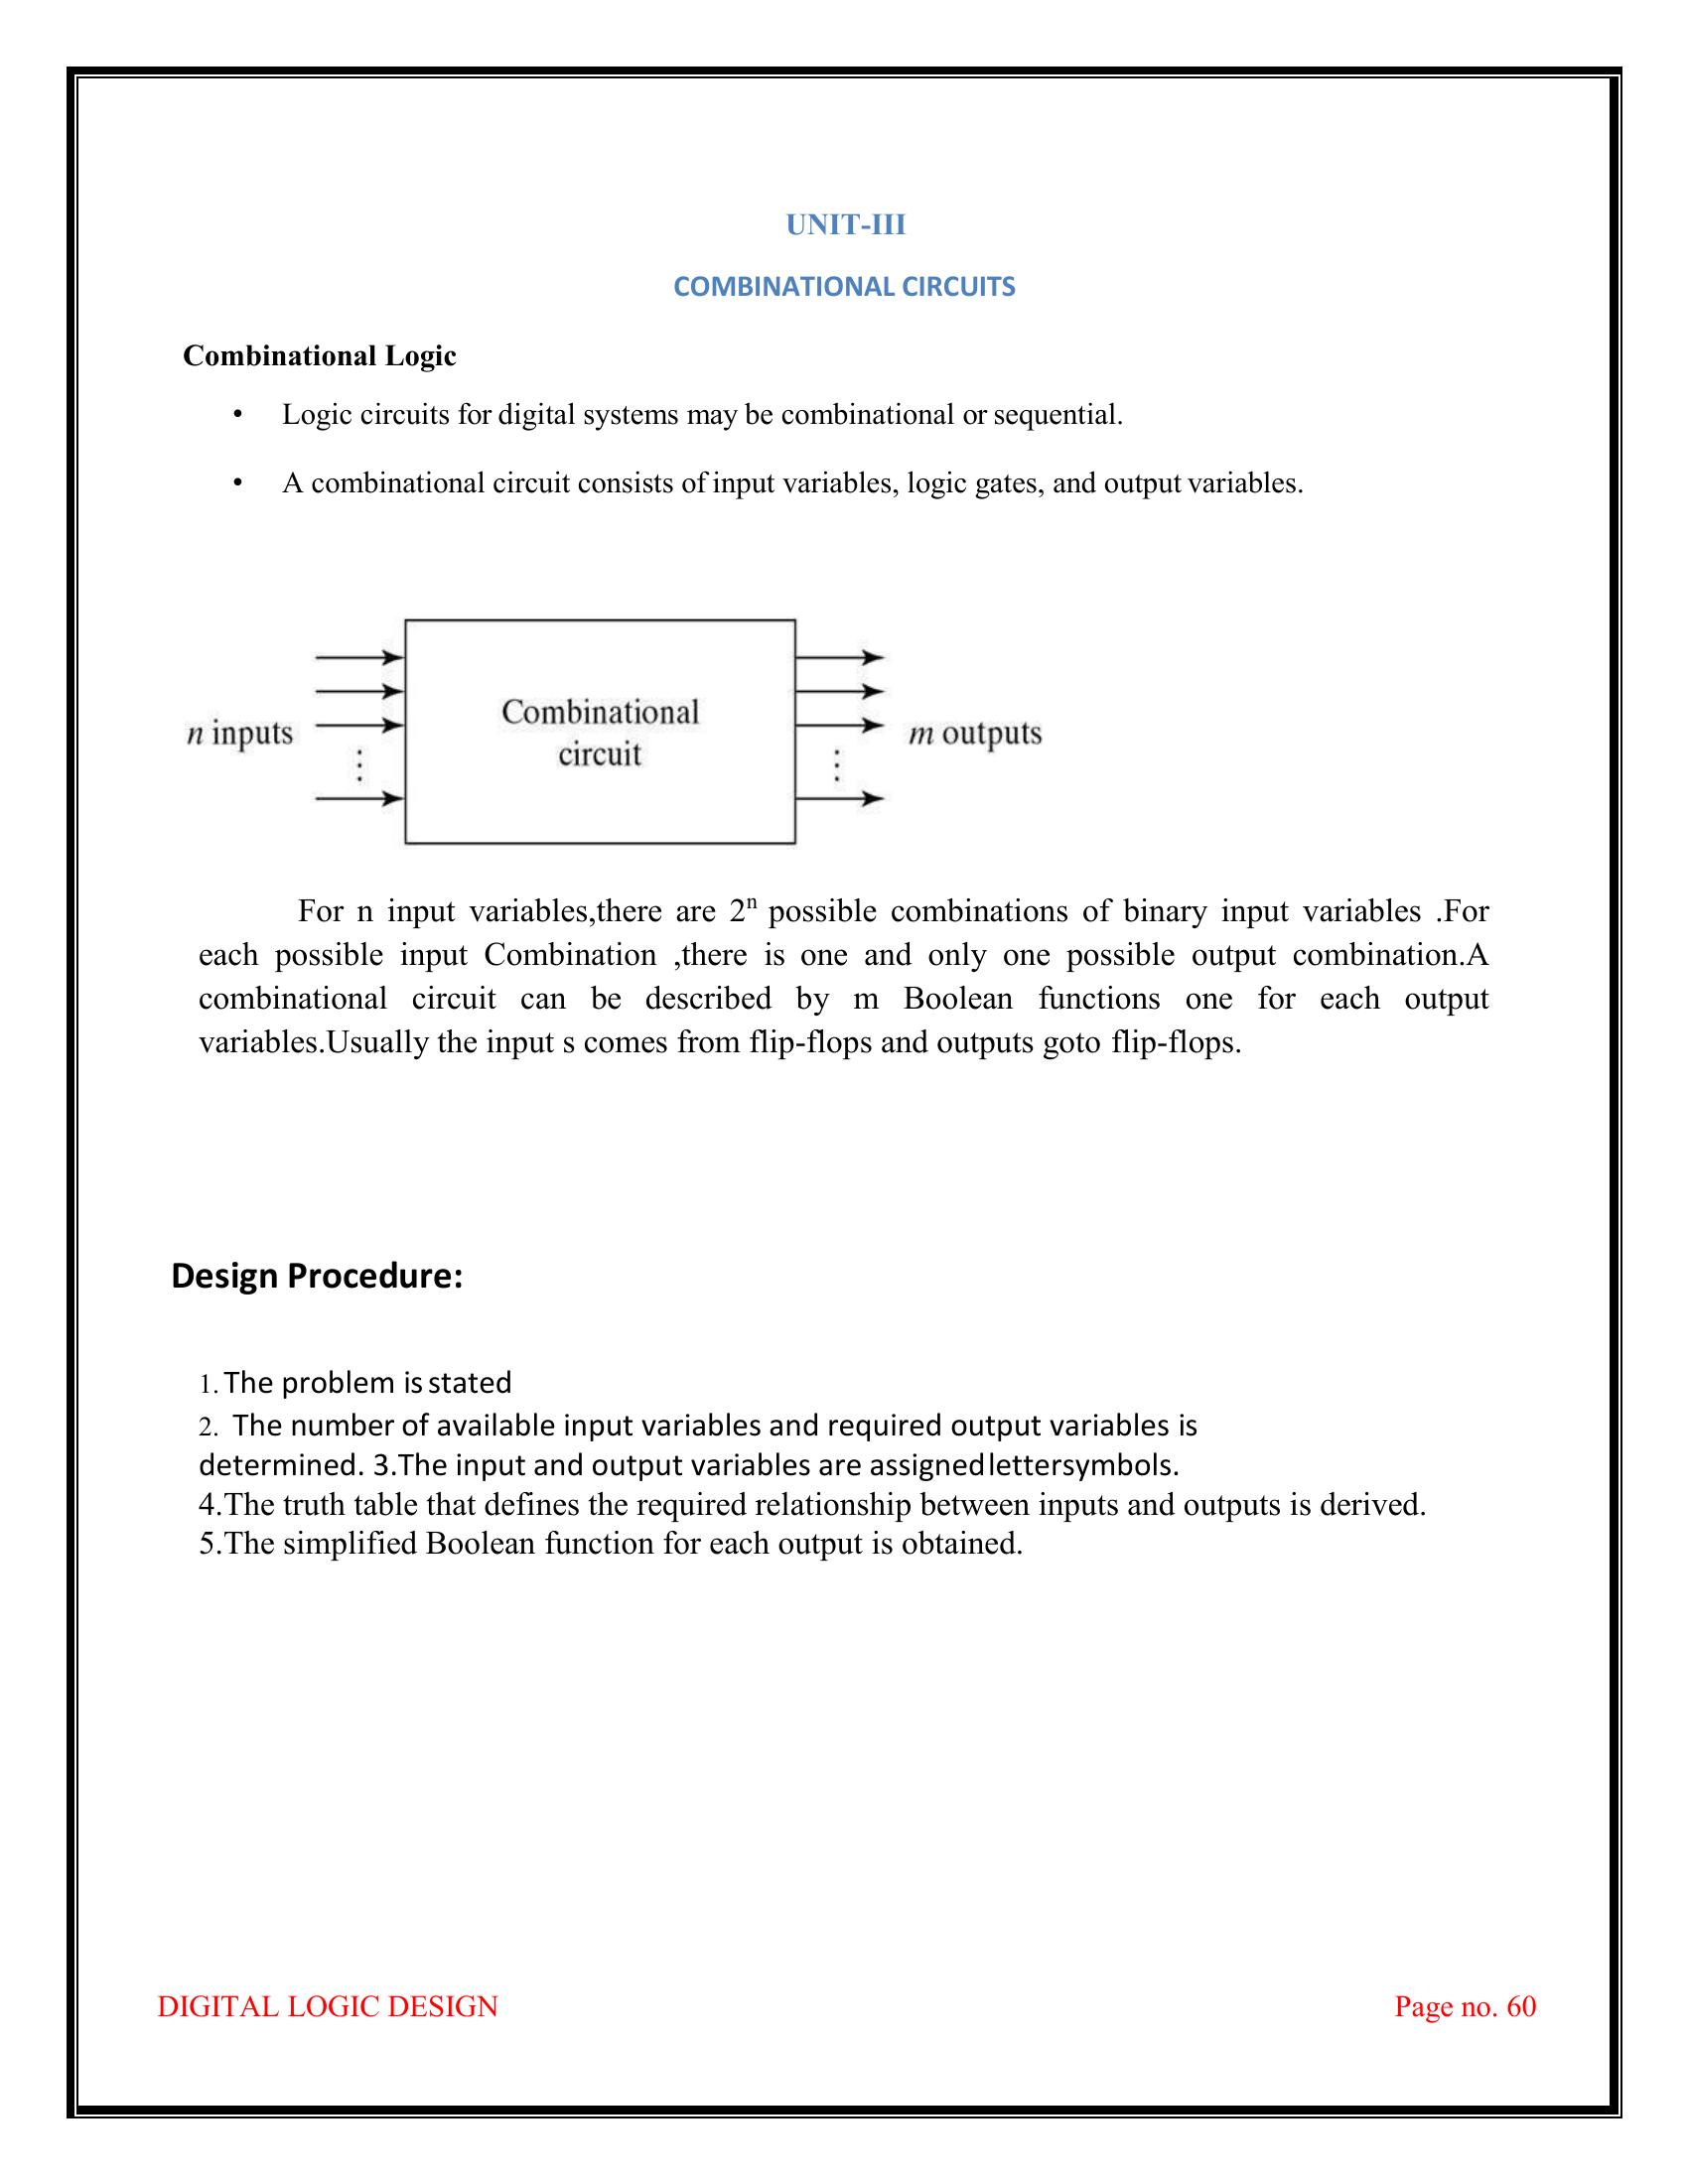 UNIT-III
COMBINATIONAL CIRCUITS
Combinational Logic
• Logic circuits for digital systems may be combinational or sequential.
• A combinational circuit consists of input variables, logic gates, and output variables.
n inputs
Combinational
circuit
m outputs
For n input variables,there are 2ⁿ possible combinations of binary input variables .For
each possible input Combination ,there is one and only one possible output combination.A
combinational circuit can be described by m Boolean functions one for each output
variables.Usually the input s comes from flip-flops and outputs goto flip-flops.
Design Procedure:
1. The problem is stated
2. The number of available input variables and required output variables is
determined. 3.The input and output variables are assignedlettersymbols.
4.The truth table that defines the required relationship between inputs and outputs is derived.
5.The simplified Boolean function for each output is obtained.
DIGITAL LOGIC DESIGN Page no. 60